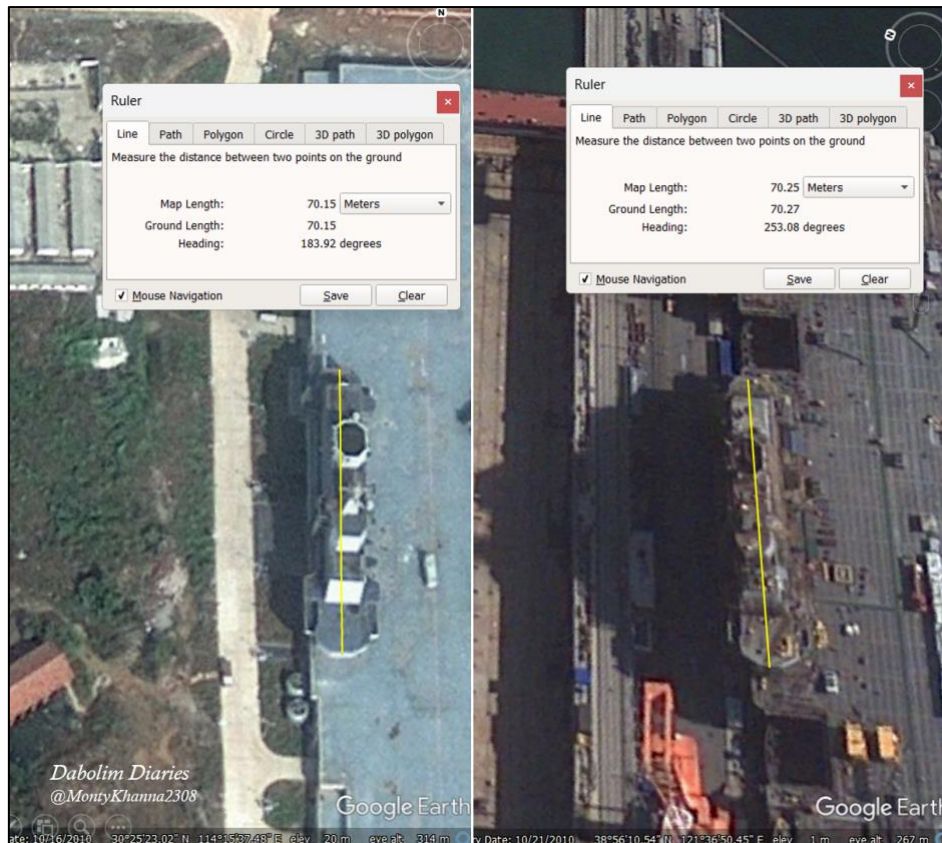 N
Ruler
Line Path Polygon Circle 3D path 3D polygon
Measure the distance between two points on the ground
Map Length: 70.15 Meters
Ground Length: 70.15
Heading: 183.92 degrees
Mouse Navigation Save Clear
Dabolim Diaries
@MontyKhanna2308
Google Earth
ate: 10/16/2010 30°25'23.02" N 114°15'37.48" E elev 20 m eye alt 314 m
N
Ruler
Line Path Polygon Circle 3D path 3D polygon
Measure the distance between two points on the ground
Map Length: 70.25 Meters
Ground Length: 70.27
Heading: 253.08 degrees
Mouse Navigation Save Clear
Google Earth
ry Date: 10/21/2010 38°56'10.54" N 121°36'50.45" E elev 1 m eye alt 267 m